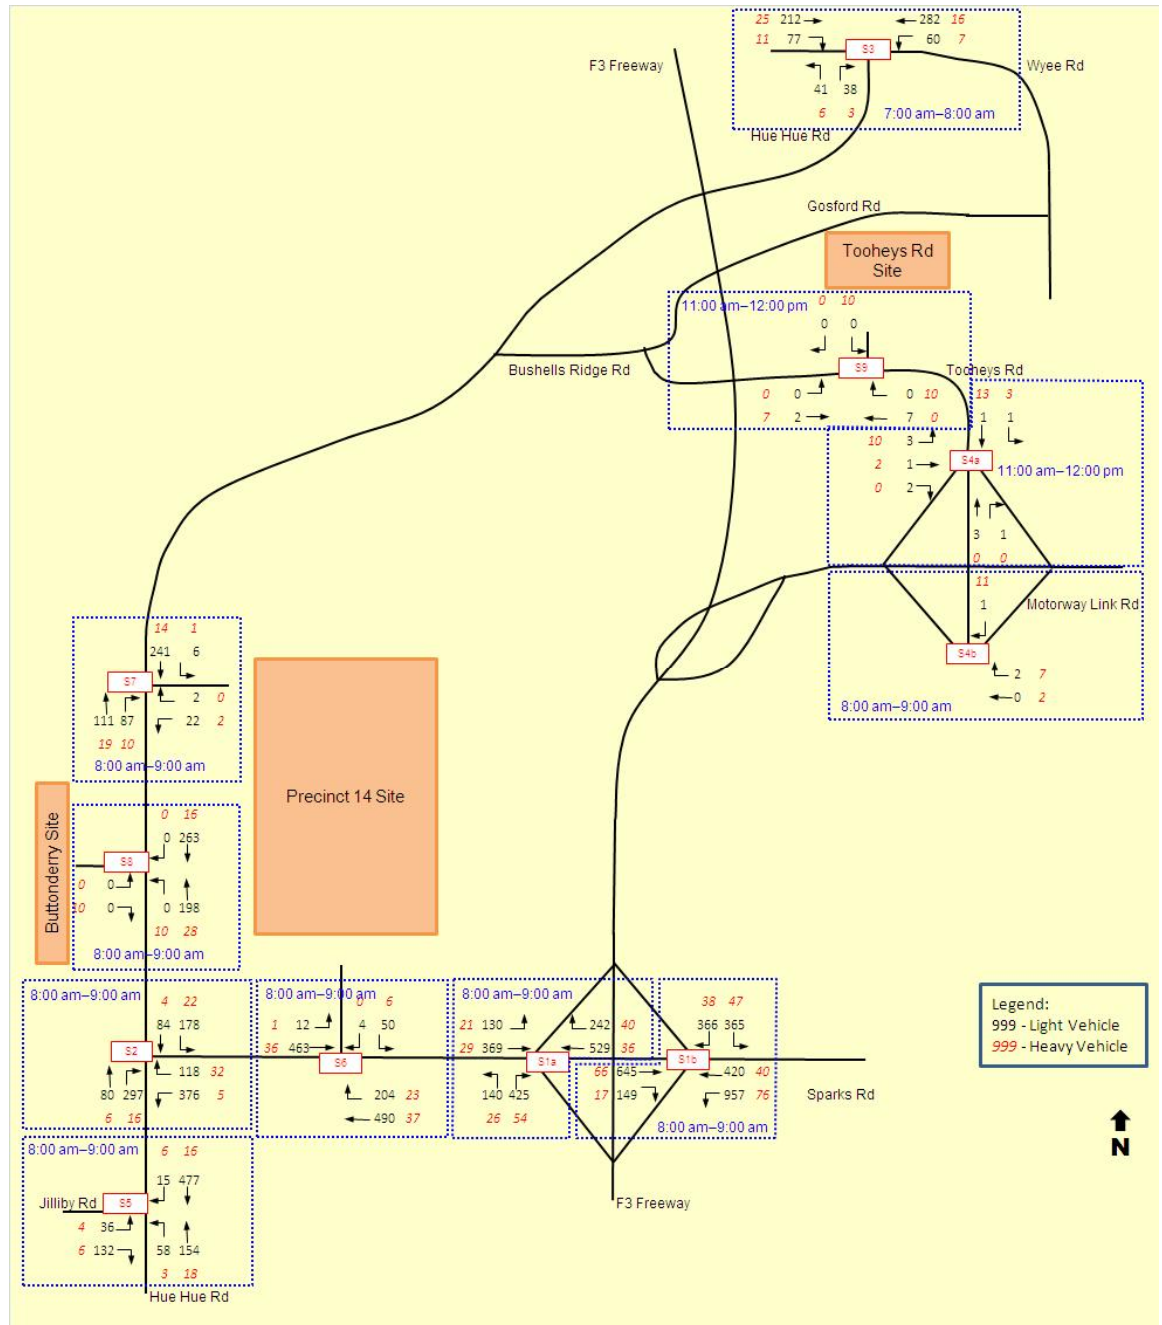 25 212 282 16
11 77 S3 60 7
F3 Freeway
Wyee Rd
41 38
6 3
7:00 am–8:00 am
Hue Hue Rd
Gosford Rd
Tooheys Rd
Site
11:00 am–12:00 pm
0 10
0 0
Bushells Ridge Rd
S9
Tooheys Rd
0 0
0 10
7 2
7 0
13 3
1 1
10 3
2 1
0 2
S4a
11:00 am–12:00 pm
3 1
0 0
11
1
Motorway Link Rd
S4b
2 7
0 2
8:00 am–9:00 am
14 1
241 6
S7
2 0
111 87
22 2
19 10
8:00 am–9:00 am
Precinct 14 Site
Buttonderry Site
0 16
0 263
S8
0 0
10 0
0 198
10 28
8:00 am–9:00 am
8:00 am–9:00 am
4 22
84 178
S2
118 32
80 297
376 5
6 16
8:00 am–9:00 am
0 6
1 12
4 50
36 463
S6
204 23
490 37
8:00 am–9:00 am
21 130
242 40
29 369
529 36
S1a
140 425
26 54
38 47
366 365
S1b
66 645
420 40
17 149
957 76
8:00 am–9:00 am
Sparks Rd
Legend:
999 - Light Vehicle
999 - Heavy Vehicle
N
8:00 am–9:00 am
6 16
15 477
Jilliby Rd
S5
4 36
6 132
58 154
3 18
Hue Hue Rd
F3 Freeway